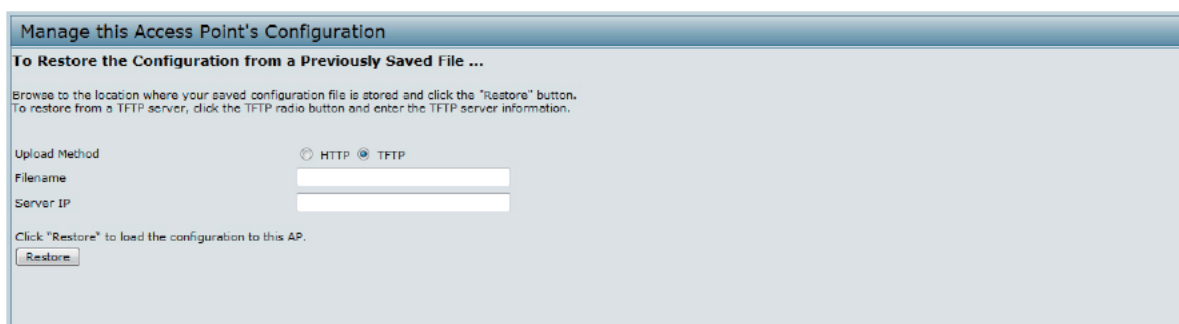 Manage this Access Point's Configuration
To Restore the Configuration from a Previously Saved File ...
Browse to the location where your saved configuration file is stored and click the "Restore" button.
To restore from a TFTP server, click the TFTP radio button and enter the TFTP server information.
Upload Method HTTP TFTP
Filename
Server IP
Click "Restore" to load the configuration to this AP.
Restore